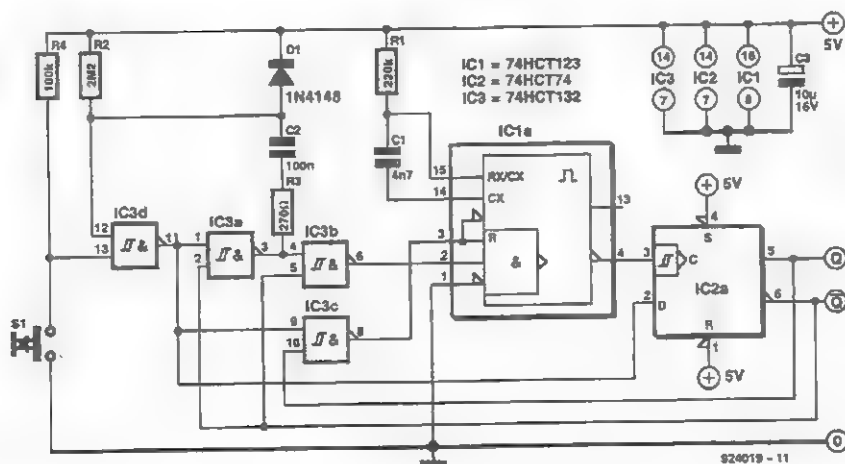 R4
100k
R2
2M2
D1
1N4148
C2
100n
R3
270Ω
R1
220k
C1
4n7
IC1 = 74HCT123
IC2 = 74HCT74
IC3 = 74HCT132
14
14
16
IC3
IC2
IC1
7
7
8
+
5V
C3
10μ
16V
IC1a
15
RX/CX
14
CX
13
3
R
2
&
1
4
IC3d
12
13
&
11
IC3a
1
2
&
3
IC3b
4
5
&
6
IC3c
9
10
&
8
+ 5V
4
S
3
C
IC2a
2
D
5
6
R
1
+ 5V
Q
Q̅
S1
0
924019 - 11